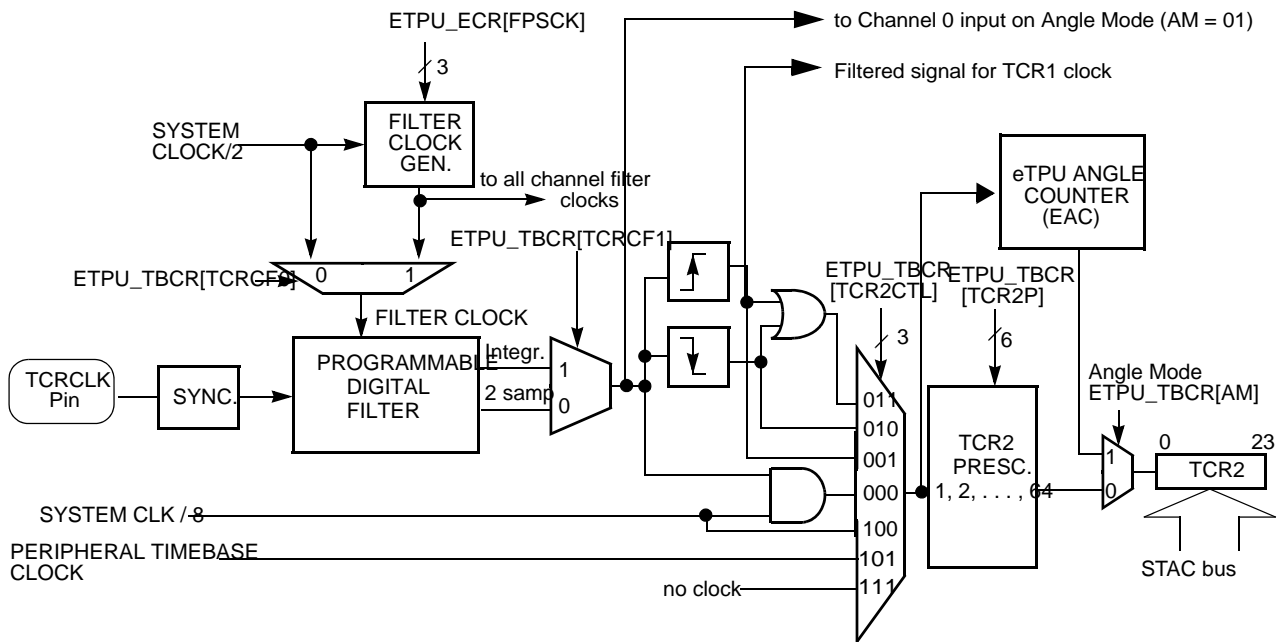 ETPU_ECR[FPSCK]
to Channel 0 input on Angle Mode (AM = 01)
3
Filtered signal for TCR1 clock
SYSTEM
CLOCK/2
FILTER
CLOCK
GEN.
to all channel filter
clocks
eTPU ANGLE
COUNTER
(EAC)
ETPU_TBCR[TCRCF1]
ETPU_TBCR[TCRCF0]
0
1
ETPU_TBCR
[TCR2CTL]
3
ETPU_TBCR
[TCR2P]
6
FILTER CLOCK
TCRCLK
Pin
SYNC.
PROGRAMMABLE
DIGITAL
FILTER
Integr.
2 samp
1
0
Angle Mode
ETPU_TBCR[AM]
011
010
001
000
100
101
111
TCR2
PRESC.
1, 2, . . . , 64
1
0
0
23
TCR2
SYSTEM CLK / 8
PERIPHERAL TIMEBASE
CLOCK
no clock
STAC bus